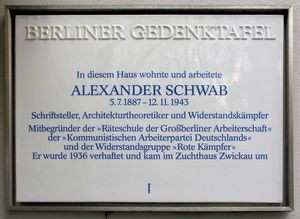 BERLINER GEDENKTAFEL
In diesem Haus wohnte und arbeitete
ALEXANDER SCHWAB
5.7.1887 – 12.11.1943
Schriftsteller, Architekturtheoretiker und Widerstandskämpfer
Mitbegründer der »Räteschule der Großberliner Arbeiterschaft«
der »Kommunistischen Arbeiterpartei Deutschlands«
und der Widerstandsgruppe »Rote Kämpfer«
Er wurde 1936 verhaftet und kam im Zuchthaus Zwickau um